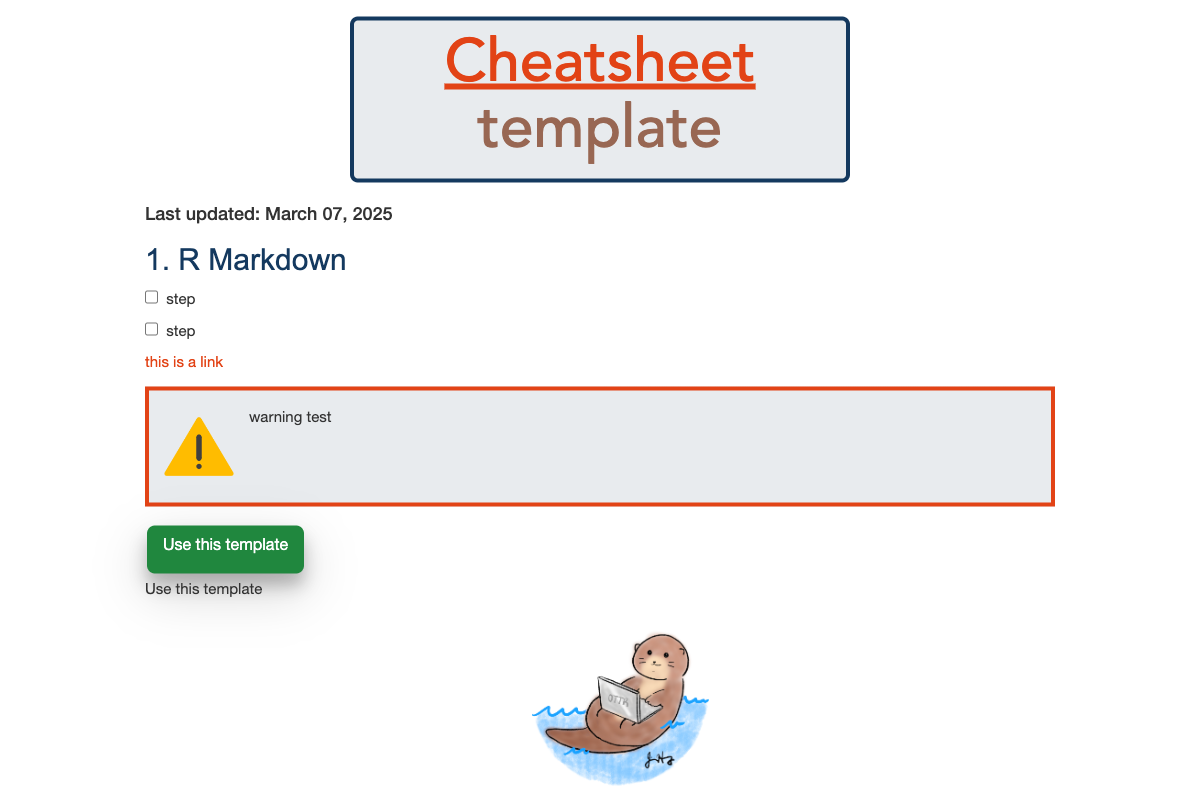 Cheatsheet
template
Last updated: March 07, 2025
1. R Markdown
step
step
this is a link
warning test
Use this template
Use this template
OTTR